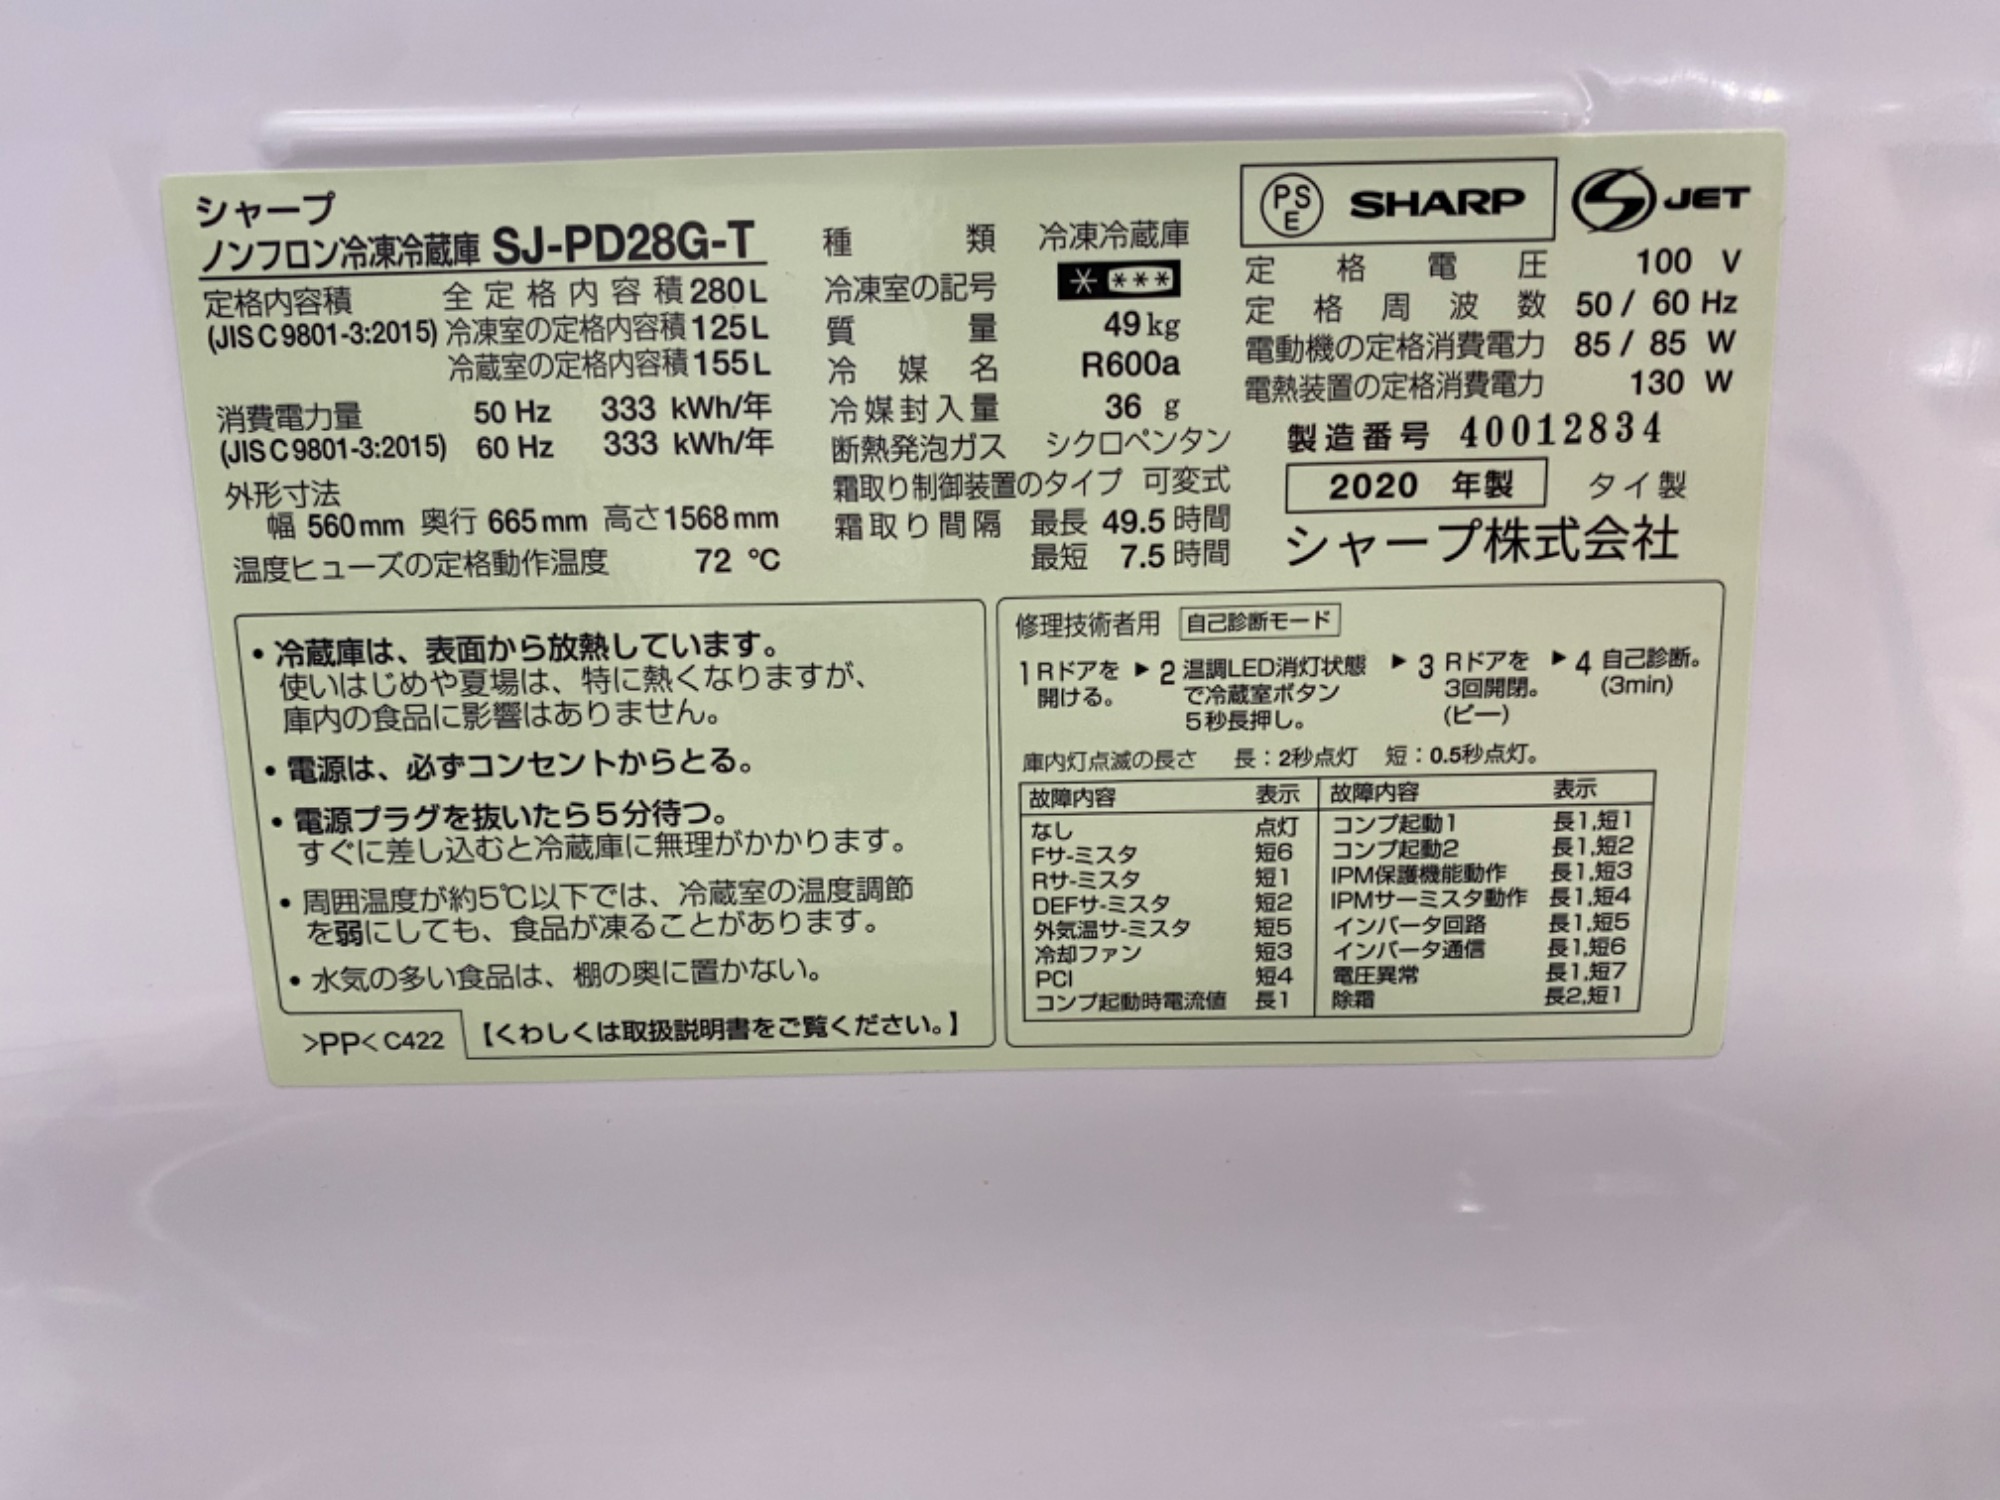 シャープ
ノンフロン冷凍冷蔵庫 SJ-PD28G-T
定格内容積 全定格内容積 280L
(JIS C 9801-3:2015) 冷凍室の定格内容積 125L
冷蔵室の定格内容積 155L
消費電力量 50 Hz 333 kWh/年
(JIS C 9801-3:2015) 60 Hz 333 kWh/年
外形寸法
幅 560mm 奥行 665mm 高さ 1568mm
温度ヒューズの定格動作温度 72 ℃
種類 冷凍冷蔵庫
冷凍室の記号 * ***
質量 49kg
冷媒名 R600a
冷媒封入量 36 g
断熱発泡ガス シクロペンタン
霜取り制御装置のタイプ 可変式
霜取り間隔 最長 49.5 時間
最短 7.5 時間
PSE SHARP S JET
定格電圧 100 V
定格周波数 50 / 60 Hz
電動機の定格消費電力 85 / 85 W
電熱装置の定格消費電力 130 W
製造番号 40012834
2020 年製 タイ製
シャープ株式会社
・冷蔵庫は、表面から放熱しています。
使いはじめや夏場は、特に熱くなりますが、
庫内の食品に影響はありません。
・電源は、必ずコンセントからとる。
・電源プラグを抜いたら5分待つ。
すぐに差し込むと冷蔵庫に無理がかかります。
・周囲温度が約5℃以下では、冷蔵室の温度調節
を弱にしても、食品が凍ることがあります。
・水気の多い食品は、棚の奥に置かない。
>PP< C422 【くわしくは取扱説明書をご覧ください。】
修理技術者用 自己診断モード
1 Rドアを ▶ 2 温調LED消灯状態 ▶ 3 Rドアを ▶ 4 自己診断。
開ける。 で冷蔵室ボタン 3回開閉。 (3min)
5秒長押し。 (ピー)
庫内灯点滅の長さ 長：2秒点灯 短：0.5秒点灯。
故障内容 表示 故障内容 表示
なし 点灯 コンプ起動1 長1,短1
Fサ-ミスタ 短6 コンプ起動2 長1,短2
Rサ-ミスタ 短1 IPM保護機能動作 長1,短3
DEFサ-ミスタ 短2 IPMサーミスタ動作 長1,短4
外気温サ-ミスタ 短5 インバータ回路 長1,短5
冷却ファン 短3 インバータ通信 長1,短6
PCI 短4 電圧異常 長1,短7
コンプ起動時電流値 長1 除霜 長2,短1